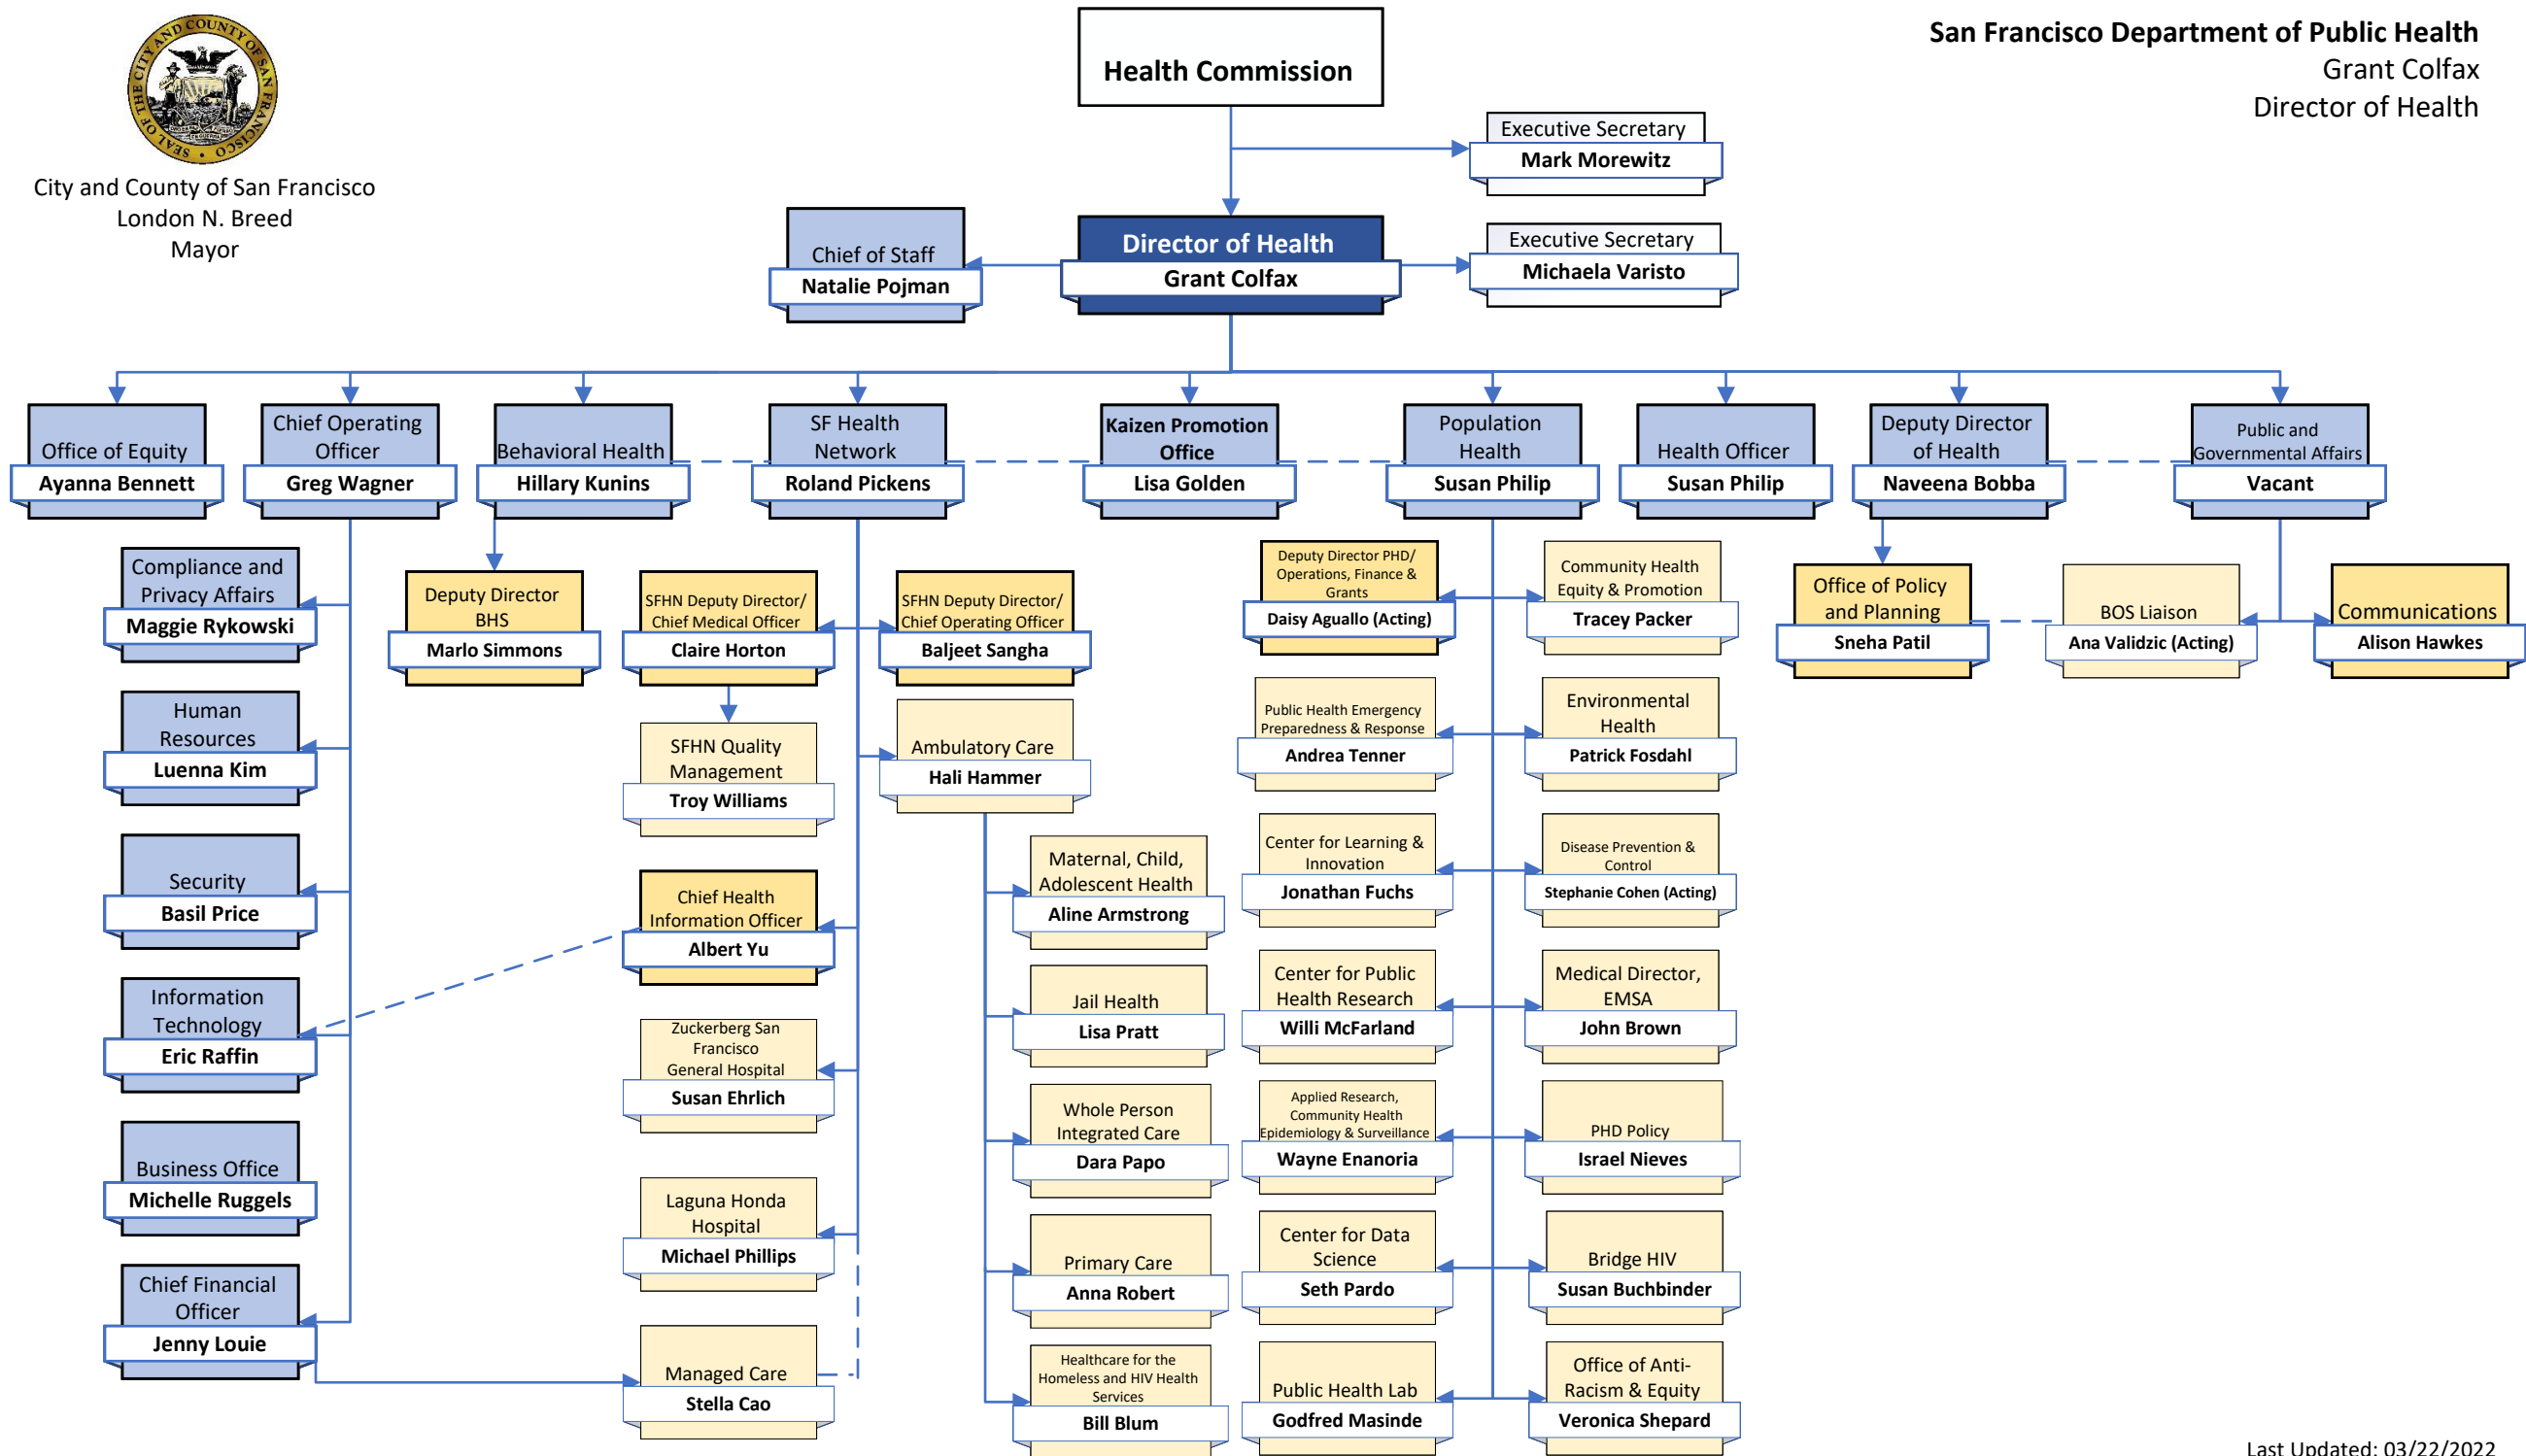 SEAL OF THE CITY AND COUNTY OF SAN FRANCISCO
City and County of San Francisco
London N. Breed
Mayor
San Francisco Department of Public Health
Grant Colfax
Director of Health
Health Commission
Executive Secretary
Mark Morewitz
Chief of Staff
Natalie Pojman
Director of Health
Grant Colfax
Executive Secretary
Michaela Varisto
Office of Equity
Ayanna Bennett
Chief Operating
Officer
Greg Wagner
Behavioral Health
Hillary Kunins
SF Health
Network
Roland Pickens
Kaizen Promotion
Office
Lisa Golden
Population
Health
Susan Philip
Health Officer
Susan Philip
Deputy Director
of Health
Naveena Bobba
Public and
Governmental Affairs
Vacant
Compliance and
Privacy Affairs
Maggie Rykowski
Human
Resources
Luenna Kim
Security
Basil Price
Information
Technology
Eric Raffin
Business Office
Michelle Ruggels
Chief Financial
Officer
Jenny Louie
Deputy Director
BHS
Marlo Simmons
SFHN Deputy Director/
Chief Medical Officer
Claire Horton
SFHN Deputy Director/
Chief Operating Officer
Baljeet Sangha
SFHN Quality
Management
Troy Williams
Chief Health
Information Officer
Albert Yu
Zuckerberg San
Francisco
General Hospital
Susan Ehrlich
Laguna Honda
Hospital
Michael Phillips
Managed Care
Stella Cao
Ambulatory Care
Hali Hammer
Maternal, Child,
Adolescent Health
Aline Armstrong
Jail Health
Lisa Pratt
Whole Person
Integrated Care
Dara Papo
Primary Care
Anna Robert
Healthcare for the
Homeless and HIV Health
Services
Bill Blum
Deputy Director PHD/
Operations, Finance &
Grants
Daisy Aguallo (Acting)
Community Health
Equity & Promotion
Tracey Packer
Public Health Emergency
Preparedness & Response
Andrea Tenner
Environmental
Health
Patrick Fosdahl
Center for Learning &
Innovation
Jonathan Fuchs
Disease Prevention &
Control
Stephanie Cohen (Acting)
Center for Public
Health Research
Willi McFarland
Medical Director,
EMSA
John Brown
Applied Research,
Community Health
Epidemiology & Surveillance
Wayne Enanoria
PHD Policy
Israel Nieves
Center for Data
Science
Seth Pardo
Bridge HIV
Susan Buchbinder
Public Health Lab
Godfred Masinde
Office of Anti-
Racism & Equity
Veronica Shepard
Office of Policy
and Planning
Sneha Patil
BOS Liaison
Ana Validzic (Acting)
Communications
Alison Hawkes
Last Updated: 03/22/2022